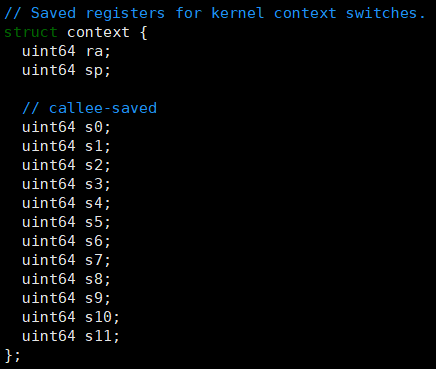 // Saved registers for kernel context switches.
struct context {
  uint64 ra;
  uint64 sp;

  // callee-saved
  uint64 s0;
  uint64 s1;
  uint64 s2;
  uint64 s3;
  uint64 s4;
  uint64 s5;
  uint64 s6;
  uint64 s7;
  uint64 s8;
  uint64 s9;
  uint64 s10;
  uint64 s11;
};